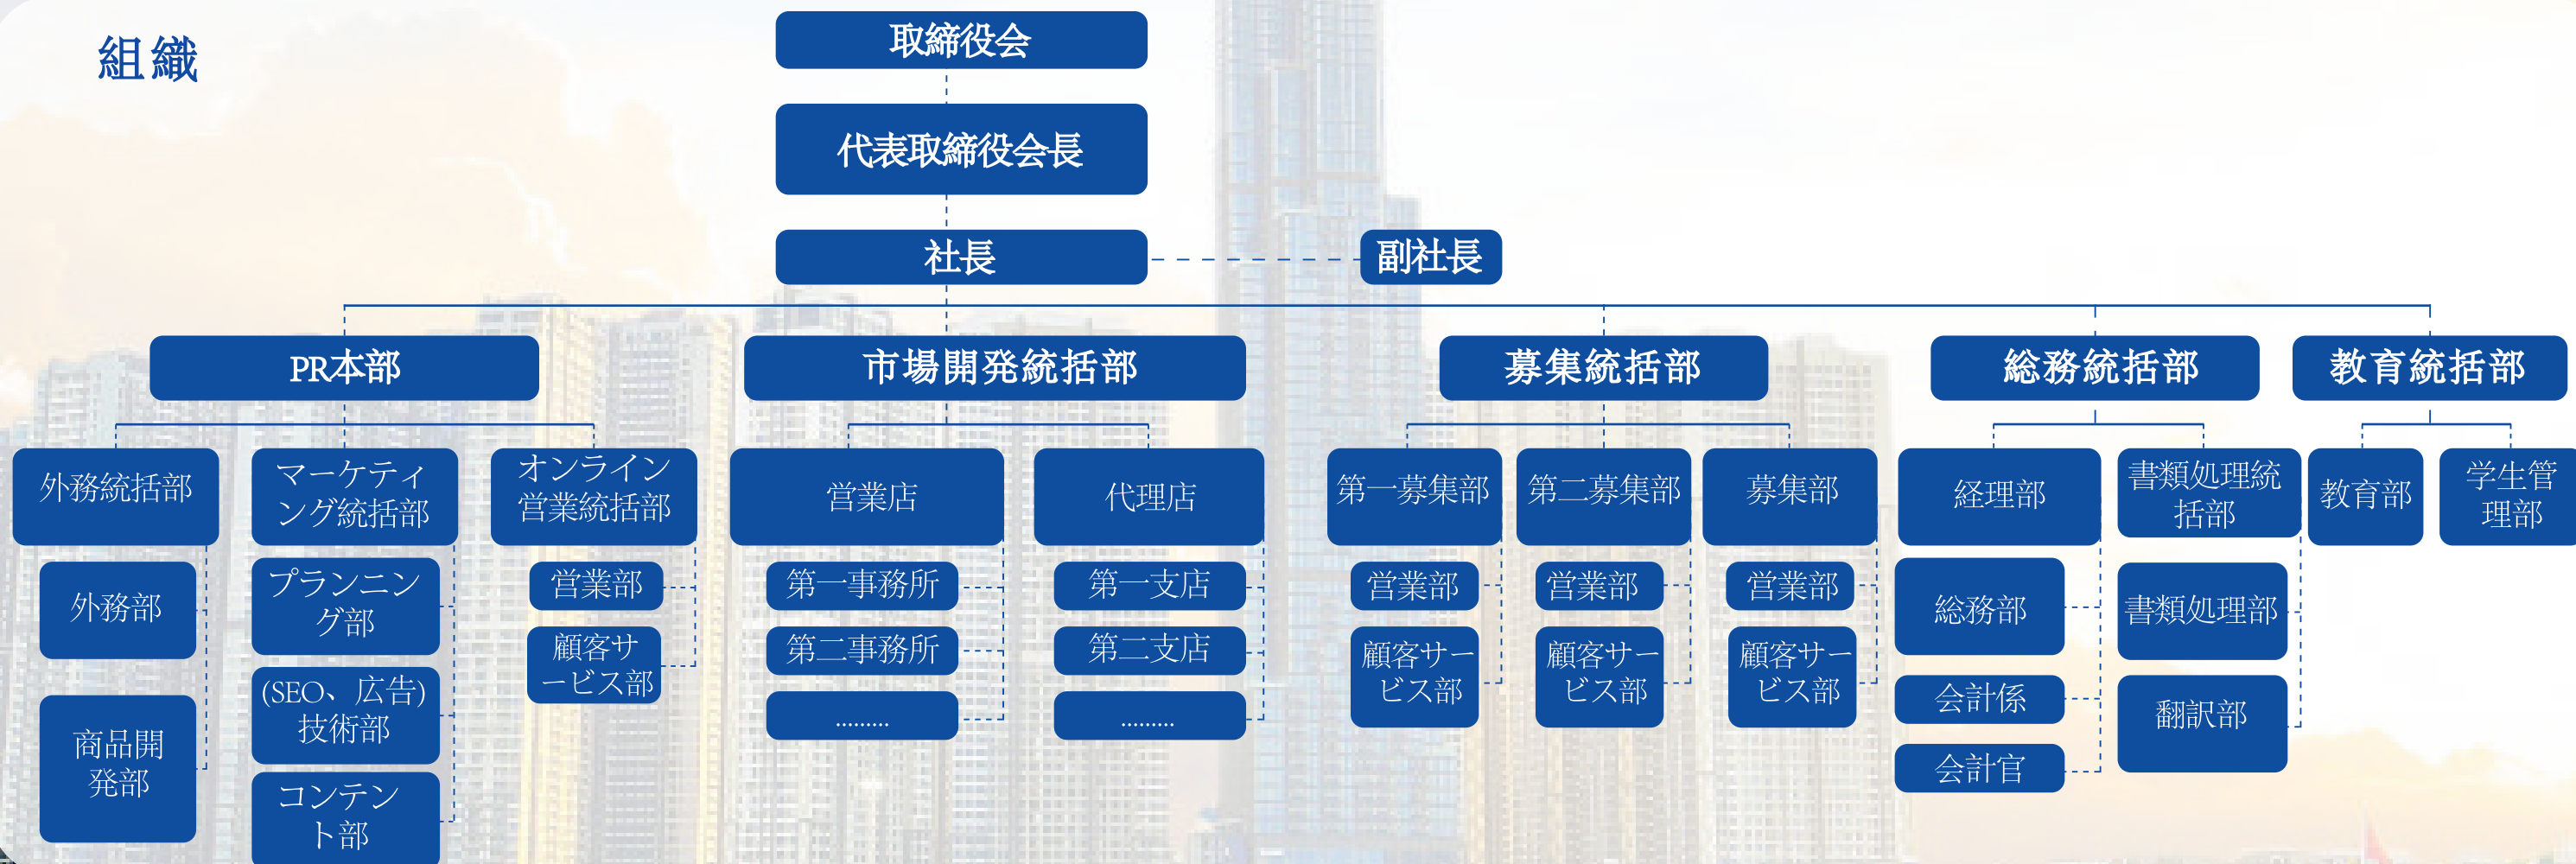 組織
取締役会
代表取締役会長
社長
副社長
PR本部
市場開発統括部
募集統括部
総務統括部
教育統括部
外務統括部
マーケティ
ング統括部
オンライン
営業統括部
営業店
代理店
第一募集部
第二募集部
募集部
経理部
書類処理統
括部
教育部
学生管
理部
外務部
商品開
発部
プランニン
グ部
(SEO、広告)
技術部
コンテン
ト部
営業部
顧客サ
ービス部
第一事務所
第二事務所
.........
第一支店
第二支店
.........
営業部
顧客サー
ビス部
営業部
顧客サー
ビス部
営業部
顧客サー
ビス部
総務部
会計係
会計官
書類処理部
翻訳部